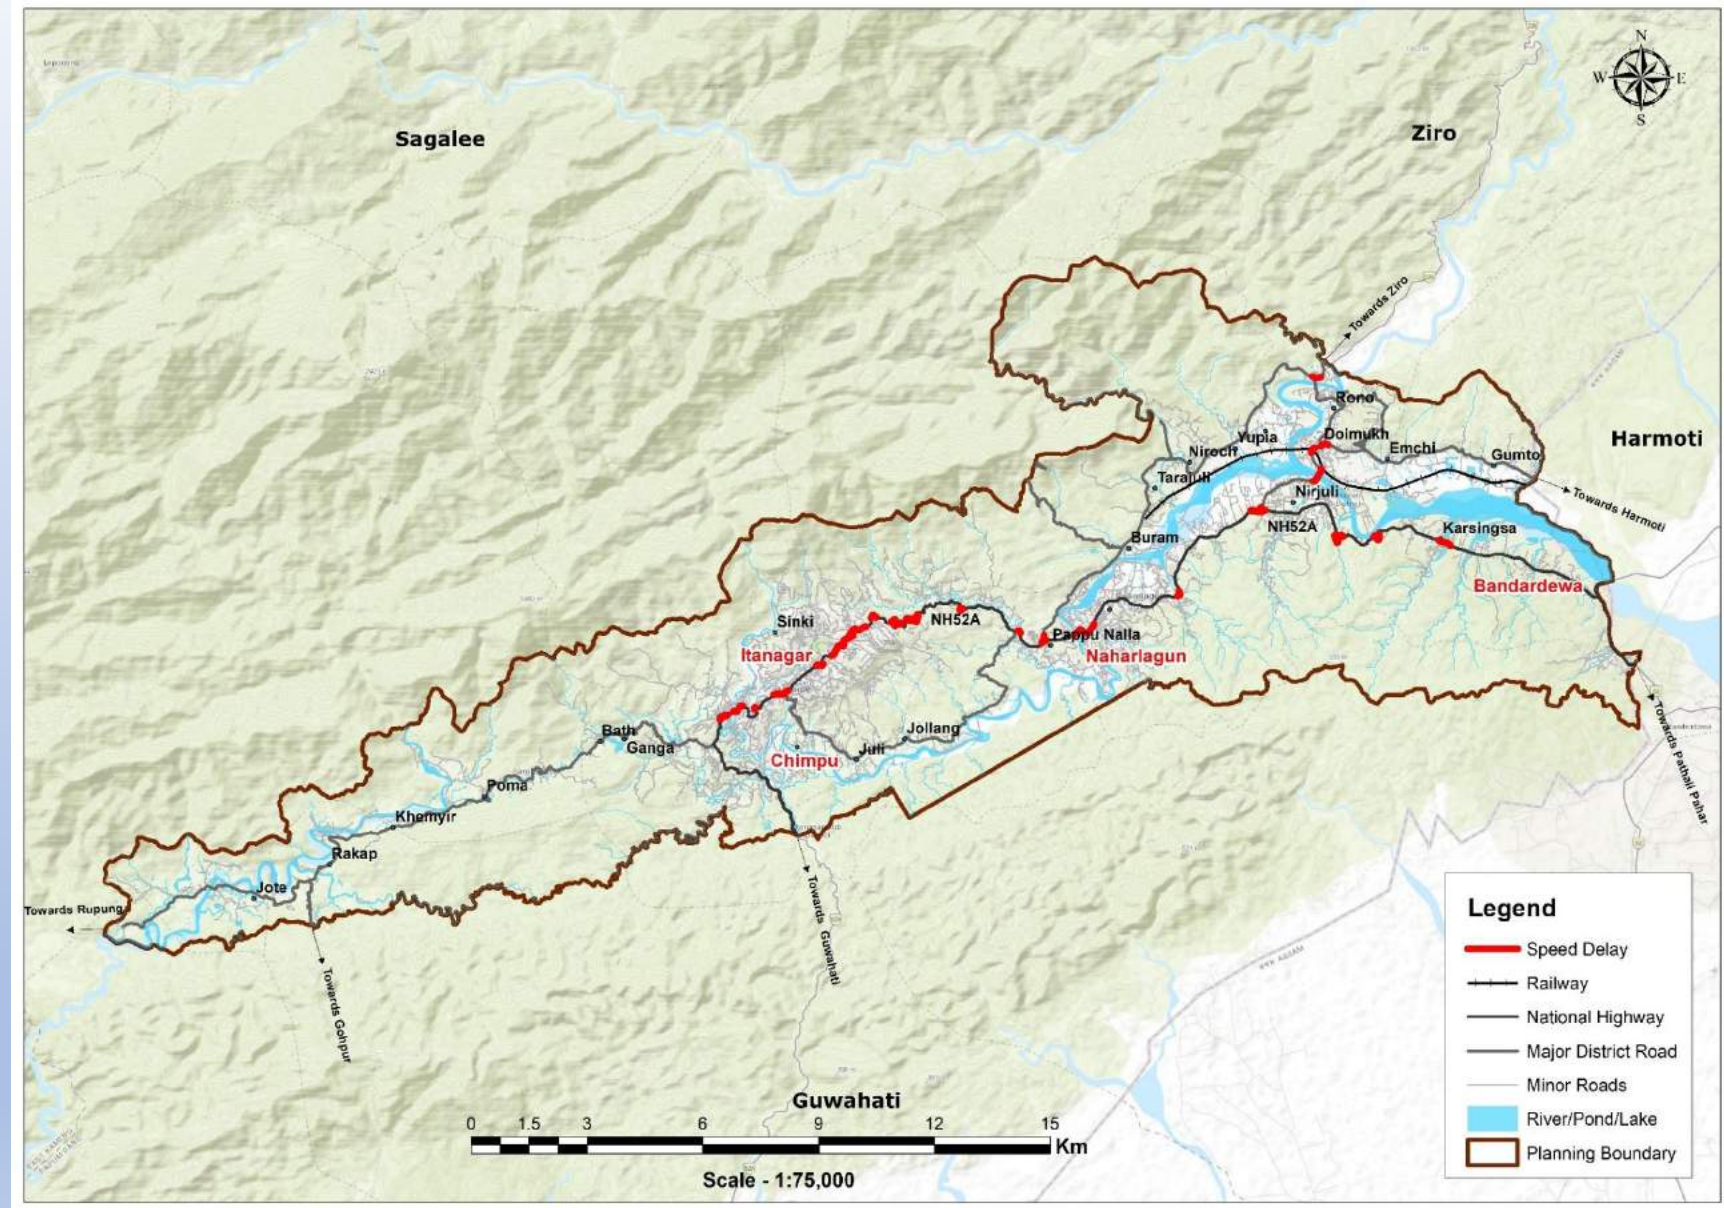 N
W E
S
Sagalee
Ziro
Towards Ziro
Harmoti
Rono
Doimukh
Yupia
Emchi
Niroch
Gumto
Tarajuli
Nirjuli
Towards Harmoti
NH52A
Karsingsa
Buram
Bandardewa
Sinki
NH52A
Pappu Nalla
Itanagar
Naharlagun
Jollang
Bath
Ganga
Juli
Chimpu
Poma
Towards Pathali Pahar
Khemyir
Rakap
Jote
Towards Rupung
Towards Guwahati
Towards Gohpur
Guwahati
0 1.5 3 6 9 12 15
Km
Scale - 1:75,000
Legend
Speed Delay
Railway
National Highway
Major District Road
Minor Roads
River/Pond/Lake
Planning Boundary